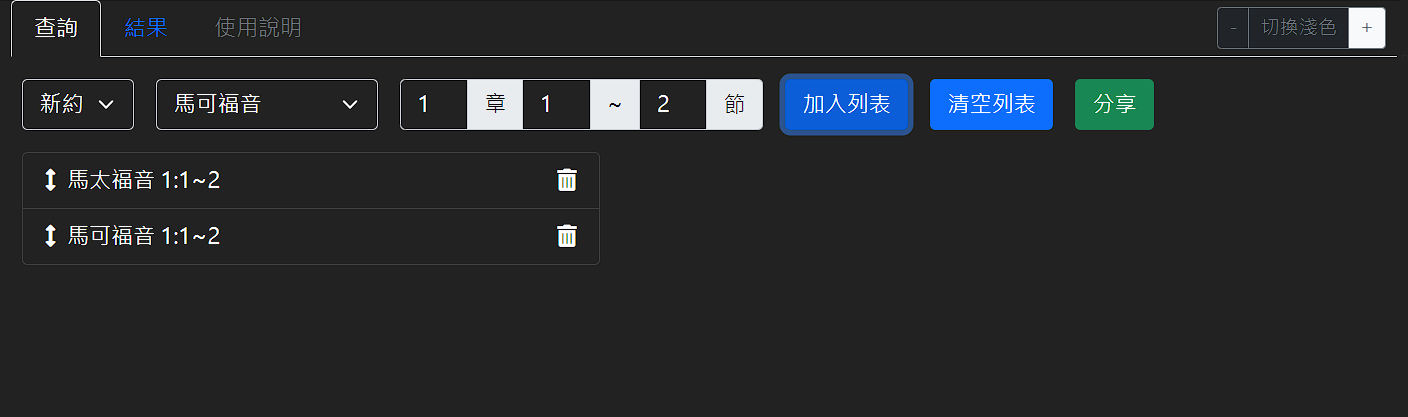 查詢 結果 使用說明 - 切換淺色 +
新約 馬可福音 1 章 1 ~ 2 節 加入列表 清空列表 分享
馬太福音 1:1~2
馬可福音 1:1~2